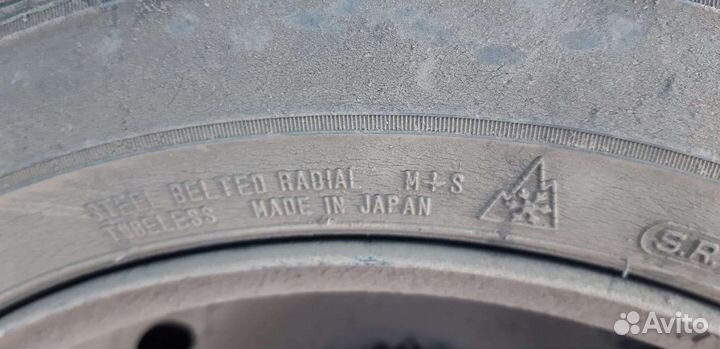 STEEL BELTED RADIAL M+S
TUBELESS MADE IN JAPAN
S.R.
Avito